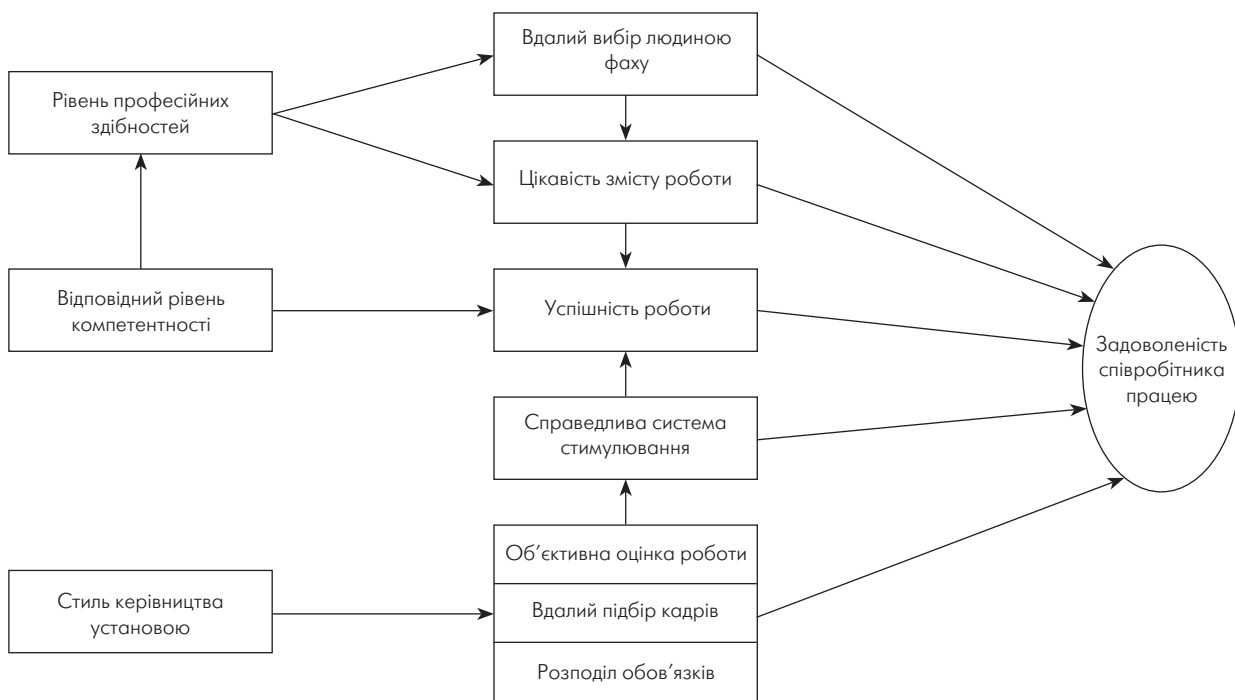 Вдалий вибір людиною
фаху
Рівень професійних
здібностей
Цікавість змісту роботи
Відповідний рівень
компетентності
Успішність роботи
Задоволеність
співробітника
працею
Справедлива система
стимулювання
Об’єктивна оцінка роботи
Стиль керівництва
установою
Вдалий підбір кадрів
Розподіл обов’язків